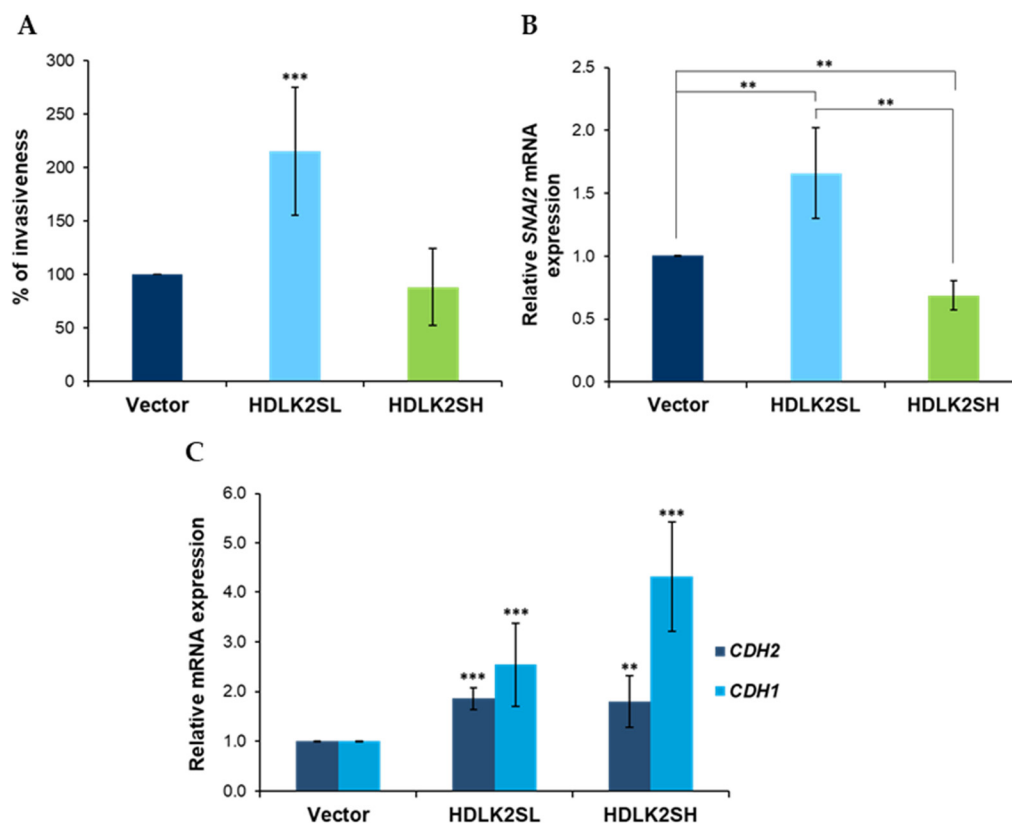 A
% of invasiveness
300
250
200
150
100
50
0
***
Vector HDLK2SL HDLK2SH
B
Relative SNAI2 mRNA
expression
2.5
2.0
1.5
1.0
0.5
0.0
**
**
**
Vector HDLK2SL HDLK2SH
C
Relative mRNA expression
6.0
5.0
4.0
3.0
2.0
1.0
0.0
***
***
**
***
Vector HDLK2SL HDLK2SH
CDH2
CDH1